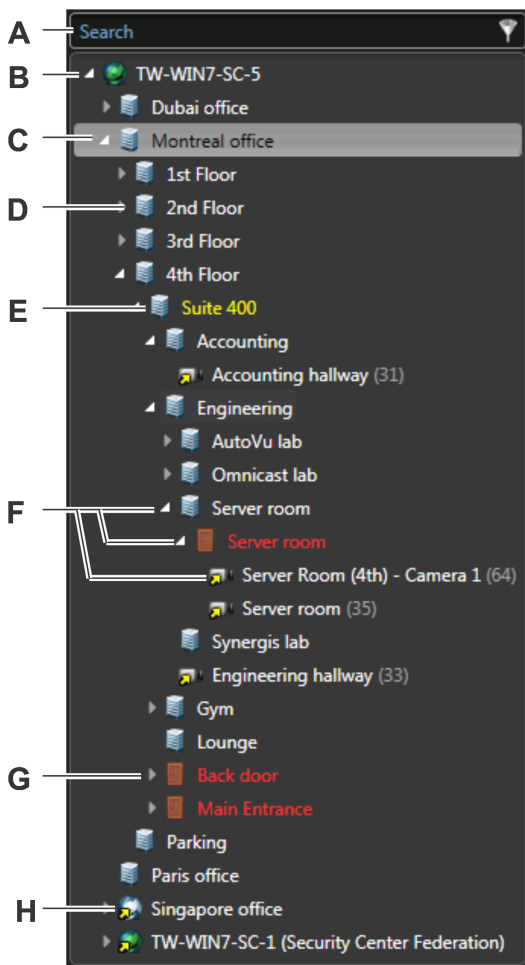 A
Search
B
TW-WIN7-SC-5
Dubai office
C
Montreal office
1st Floor
D
2nd Floor
3rd Floor
4th Floor
E
Suite 400
Accounting
Accounting hallway (31)
Engineering
AutoVu lab
Omnicast lab
F
Server room
Server room
Server Room (4th) - Camera 1 (64)
Server room (35)
Synergis lab
Engineering hallway (33)
Gym
Lounge
G
Back door
Main Entrance
Parking
Paris office
H
Singapore office
TW-WIN7-SC-1 (Security Center Federation)